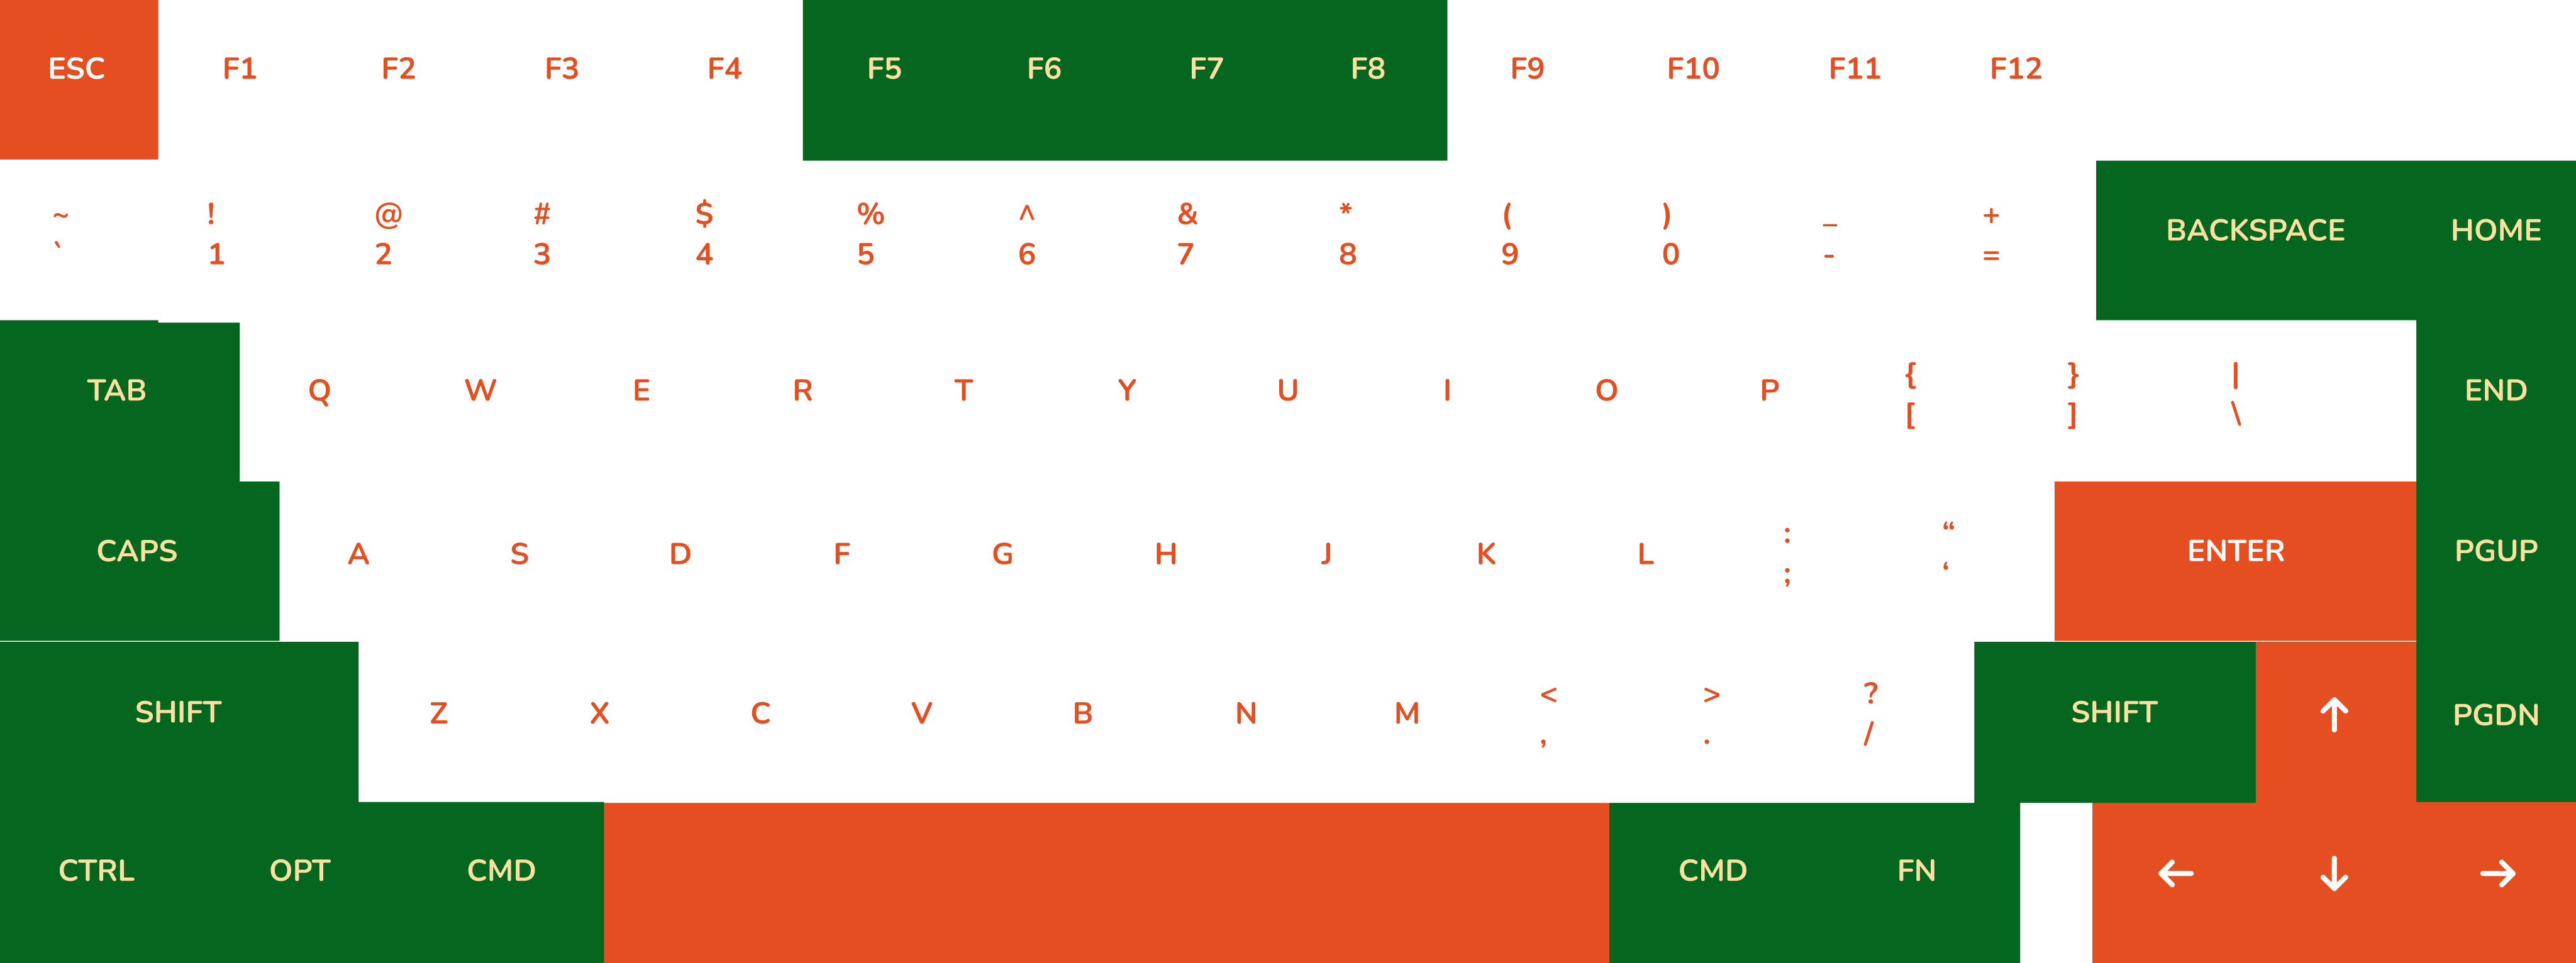 ESC F1 F2 F3 F4 F5 F6 F7 F8 F9 F10 F11 F12
~ ! @ # $ % ^ & * ( ) _ +
` 1 2 3 4 5 6 7 8 9 0 - = BACKSPACE HOME
{ } |
TAB Q W E R T Y U I O P [ ] \ END
: “
CAPS A S D F G H J K L ; ‘ ENTER PGUP
< > ?
SHIFT Z X C V B N M , . / SHIFT ↑ PGDN
CTRL OPT CMD CMD FN ← ↓ →